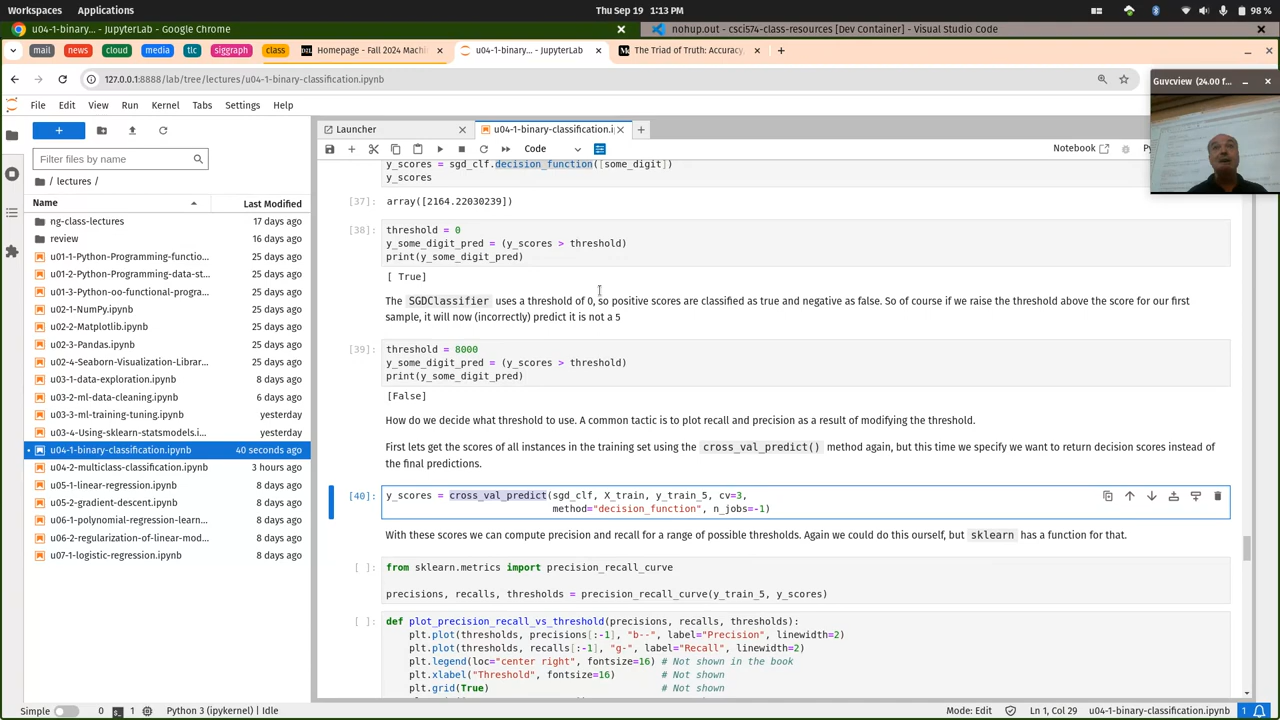 Workspaces Applications Thu Sep 19 1:13 PM 98 %
u04-1-binary... - JupyterLab - Google Chrome
nohup.out - csci574-class-resources [Dev Container] - Visual Studio Code
mail news cloud media tlc siggraph class Homepage - Fall 2024 Machi u04-1-binary... - JupyterLab The Triad of Truth: Accuracy,
127.0.0.1:8888/lab/tree/lectures/u04-1-binary-classification.ipynb
Guvcview (24.00 f...
File Edit View Run Kernel Tabs Settings Help
Launcher
u04-1-binary-classification.i
Code
Notebook
Filter files by name
/ lectures /
Name Last Modified
ng-class-lectures 17 days ago
review 16 days ago
u01-1-Python-Programming-functio... 25 days ago
u01-2-Python-Programming-data-st... 25 days ago
u01-3-Python-oo-functional-progra... 25 days ago
u02-1-NumPy.ipynb 25 days ago
u02-2-Matplotlib.ipynb 25 days ago
u02-3-Pandas.ipynb 25 days ago
u02-4-Seaborn-Visualization-Librar... 25 days ago
u03-1-data-exploration.ipynb 8 days ago
u03-2-ml-data-cleaning.ipynb 6 days ago
u03-3-ml-training-tuning.ipynb yesterday
u03-4-Using-sklearn-statsmodels.i... yesterday
u04-1-binary-classification.ipynb 40 seconds ago
u04-2-multiclass-classification.ipynb 3 hours ago
u05-1-linear-regression.ipynb 8 days ago
u05-2-gradient-descent.ipynb 8 days ago
u06-1-polynomial-regression-learn... 8 days ago
u06-2-regularization-of-linear-mod... 8 days ago
u07-1-logistic-regression.ipynb 8 days ago
y_scores = sgd_clf.decision_function([some_digit])
y_scores
[37]: array([2164.22030239])
[38]: threshold = 0
y_some_digit_pred = (y_scores > threshold)
print(y_some_digit_pred)
[ True]
The SGDClassifier uses a threshold of 0, so positive scores are classified as true and negative as false. So of course if we raise the threshold above the score for our first
sample, it will now (incorrectly) predict it is not a 5
[39]: threshold = 8000
y_some_digit_pred = (y_scores > threshold)
print(y_some_digit_pred)
[False]
How do we decide what threshold to use. A common tactic is to plot recall and precision as a result of modifying the threshold.
First lets get the scores of all instances in the training set using the cross_val_predict() method again, but this time we specify we want to return decision scores instead of
the final predictions.
[40]: y_scores = cross_val_predict(sgd_clf, X_train, y_train_5, cv=3,
method="decision_function", n_jobs=-1)
With these scores we can compute precision and recall for a range of possible thresholds. Again we could do this ourself, but sklearn has a function for that.
[ ]: from sklearn.metrics import precision_recall_curve
precisions, recalls, thresholds = precision_recall_curve(y_train_5, y_scores)
[ ]: def plot_precision_recall_vs_threshold(precisions, recalls, thresholds):
plt.plot(thresholds, precisions[:-1], "b--", label="Precision", linewidth=2)
plt.plot(thresholds, recalls[:-1], "g-", label="Recall", linewidth=2)
plt.legend(loc="center right", fontsize=16) # Not shown in the book
plt.xlabel("Threshold", fontsize=16) # Not shown
plt.grid(True) # Not shown
Simple 0 1 Python 3 (ipykernel) | Idle Mode: Edit Ln 1, Col 29 u04-1-binary-classification.ipynb 1